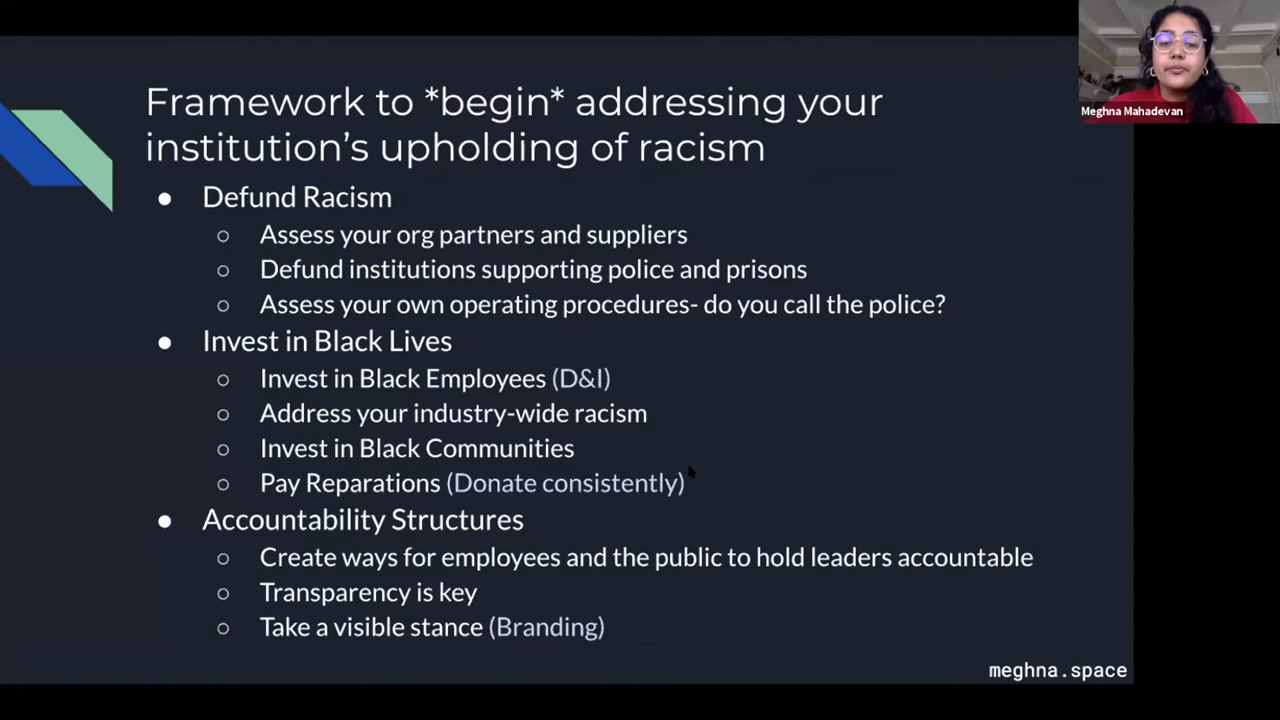 Meghna Mahadevan
Framework to *begin* addressing your
institution's upholding of racism
● Defund Racism
○ Assess your org partners and suppliers
○ Defund institutions supporting police and prisons
○ Assess your own operating procedures- do you call the police?
● Invest in Black Lives
○ Invest in Black Employees (D&I)
○ Address your industry-wide racism
○ Invest in Black Communities
○ Pay Reparations (Donate consistently)
● Accountability Structures
○ Create ways for employees and the public to hold leaders accountable
○ Transparency is key
○ Take a visible stance (Branding)
meghna.space